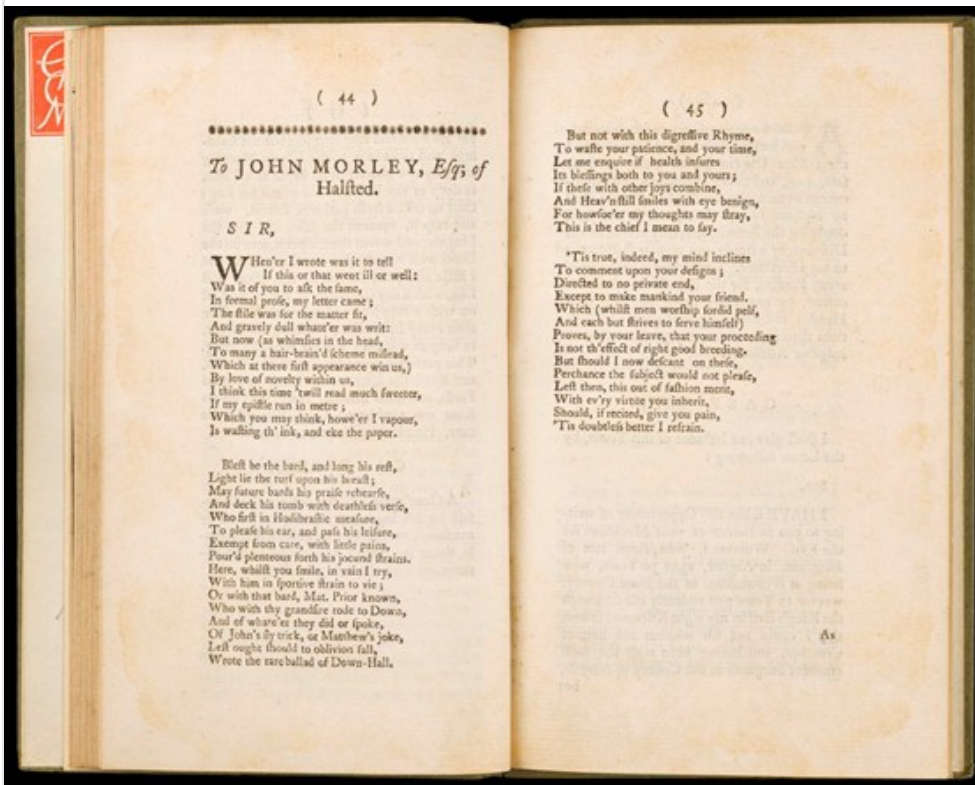 ( 44 )
To JOHN MORLEY, Eſq; of
Halſted.
SIR,
WHen'er I wrote was it to tell
If this or that went ill or well:
Was it of you to aſk the ſame,
In formal proſe, my letter came;
The ſtile was for the matter fit,
And gravely dull whate'er was writ:
But now (as whimſies in the head,
To many a hair-brain'd ſcheme miſlead,
Which at there firſt appearance win us,)
By love of novelty within us,
I think this time 'twill read much ſweeter,
If my epiſtle run in metre;
Which you may think, howe'er I vapour,
Is waſting th' ink, and eke the paper.
Bleſt be the bard, and long his reſt,
Light lie the turf upon his breaſt;
May future bards his praiſe rehearſe,
And deck his tomb with deathleſs verſe,
Who firſt in Hudibraſtic meaſure,
To pleaſe his ear, and paſs his leiſure,
Exempt from care, with little pains,
Pour'd plenteous forth his jocund ſtrains.
Here, whilſt you ſmile, in vain I try,
With him in ſportive ſtrain to vie;
Or with that bard, Mat. Prior known,
Who with thy grandſire rode to Down,
And of whate'er they did or ſpoke,
Of John's ſly trick, or Matthew's joke,
Leſt ought ſhould to oblivion fall,
Wrote the rare ballad of Down-Hall.
( 45 )
But not with this digreſſive Rhyme,
To waſte your patience, and your time,
Let me enquire if health inſures
Its bleſſings both to you and yours;
If theſe with other joys combine,
And Heav'n ſtill ſmiles with eye benign,
For howſoe'er my thoughts may ſtray,
This is the chief I mean to ſay.
'Tis true, indeed, my mind inclines
To comment upon your deſigns;
Directed to no private end,
Except to make mankind your friend.
Which (whilſt men worſhip ſordid pelf,
And each but ſtrives to ſerve himſelf)
Proves, by your leave, that your proceeding
Is not th'effect of right good breeding.
But ſhould I now deſcant on theſe,
Perchance the ſubject would not pleaſe,
Leſt then, this out of faſhion merit,
With ev'ry virtue you inherit,
Should, if recited, give you pain,
'Tis doubtleſs better I refrain.
As